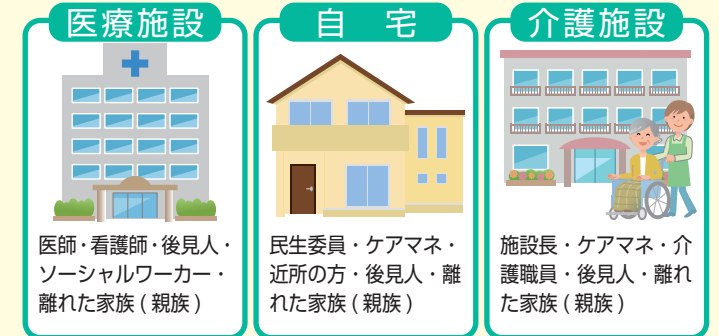 医療施設
医師・看護師・後見人・
ソーシャルワーカー・
離れた家族 ( 親族 )
自　宅
民生委員・ケアマネ・
近所の方・後見人・離
れた家族 ( 親族 )
介護施設
施設長・ケアマネ・介
護職員・後見人・離れ
た家族 ( 親族 )